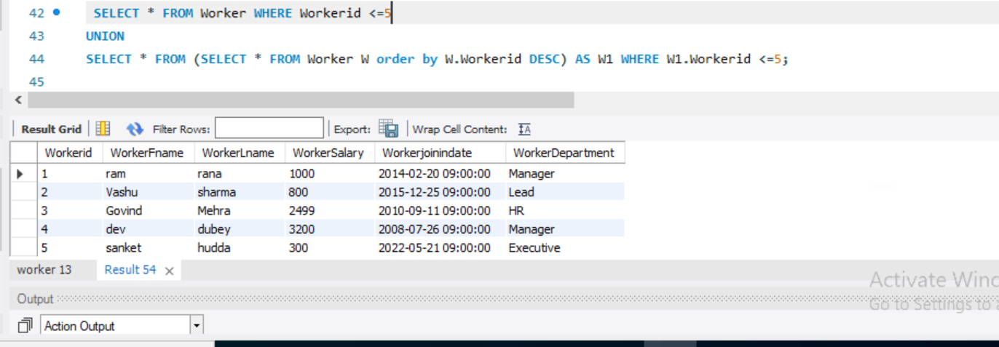 42 SELECT * FROM Worker WHERE Workerid <=5
43 UNION
44 SELECT * FROM (SELECT * FROM Worker W order by W.Workerid DESC) AS W1 WHERE W1.Workerid <=5;
45
Result Grid Filter Rows: Export: Wrap Cell Content: IA
Workerid WorkerFname WorkerLname WorkerSalary Workerjoinindate WorkerDepartment
1 ram rana 1000 2014-02-20 09:00:00 Manager
2 Vashu sharma 800 2015-12-25 09:00:00 Lead
3 Govind Mehra 2499 2010-09-11 09:00:00 HR
4 dev dubey 3200 2008-07-26 09:00:00 Manager
5 sanket hudda 300 2022-05-21 09:00:00 Executive
worker 13 Result 54
Activate Wind
Output
Go to Settings to a
Action Output